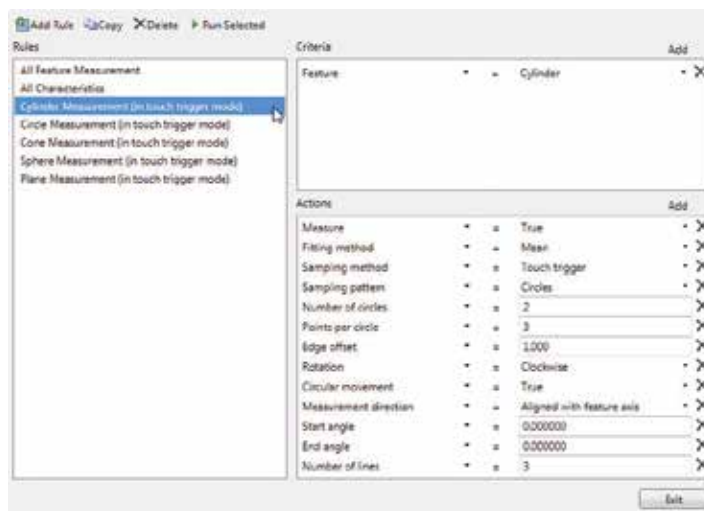 Add Rule Copy Delete Run Selected
Rules
All Feature Measurement
All Characteristics
Cylinder Measurement (in touch trigger mode)
Circle Measurement (in touch trigger mode)
Cone Measurement (in touch trigger mode)
Sphere Measurement (in touch trigger mode)
Plane Measurement (in touch trigger mode)
Criteria Add
Feature = Cylinder
Actions Add
Measure = True
Fitting method = Mean
Sampling method = Touch trigger
Sampling pattern = Circles
Number of circles = 2
Points per circle = 3
Edge offset = 1.000
Rotation = Clockwise
Circular movement = True
Measurement direction = Aligned with feature axis
Start angle = 0.000000
End angle = 0.000000
Number of lines = 3
Exit